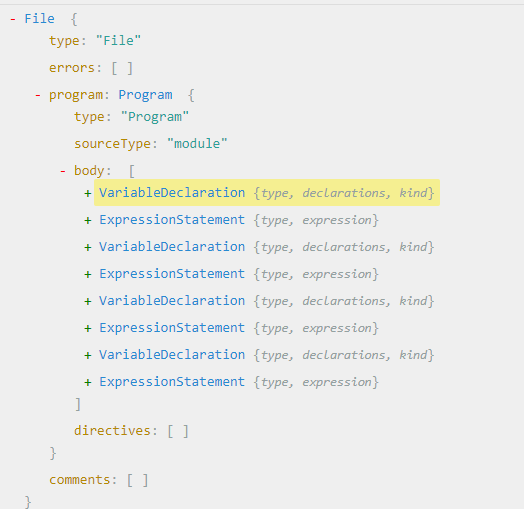 - File {
type: "File"
errors: [ ]
- program: Program {
type: "Program"
sourceType: "module"
- body: [
+ VariableDeclaration {type, declarations, kind}
+ ExpressionStatement {type, expression}
+ VariableDeclaration {type, declarations, kind}
+ ExpressionStatement {type, expression}
+ VariableDeclaration {type, declarations, kind}
+ ExpressionStatement {type, expression}
+ VariableDeclaration {type, declarations, kind}
+ ExpressionStatement {type, expression}
]
directives: [ ]
}
comments: [ ]
}